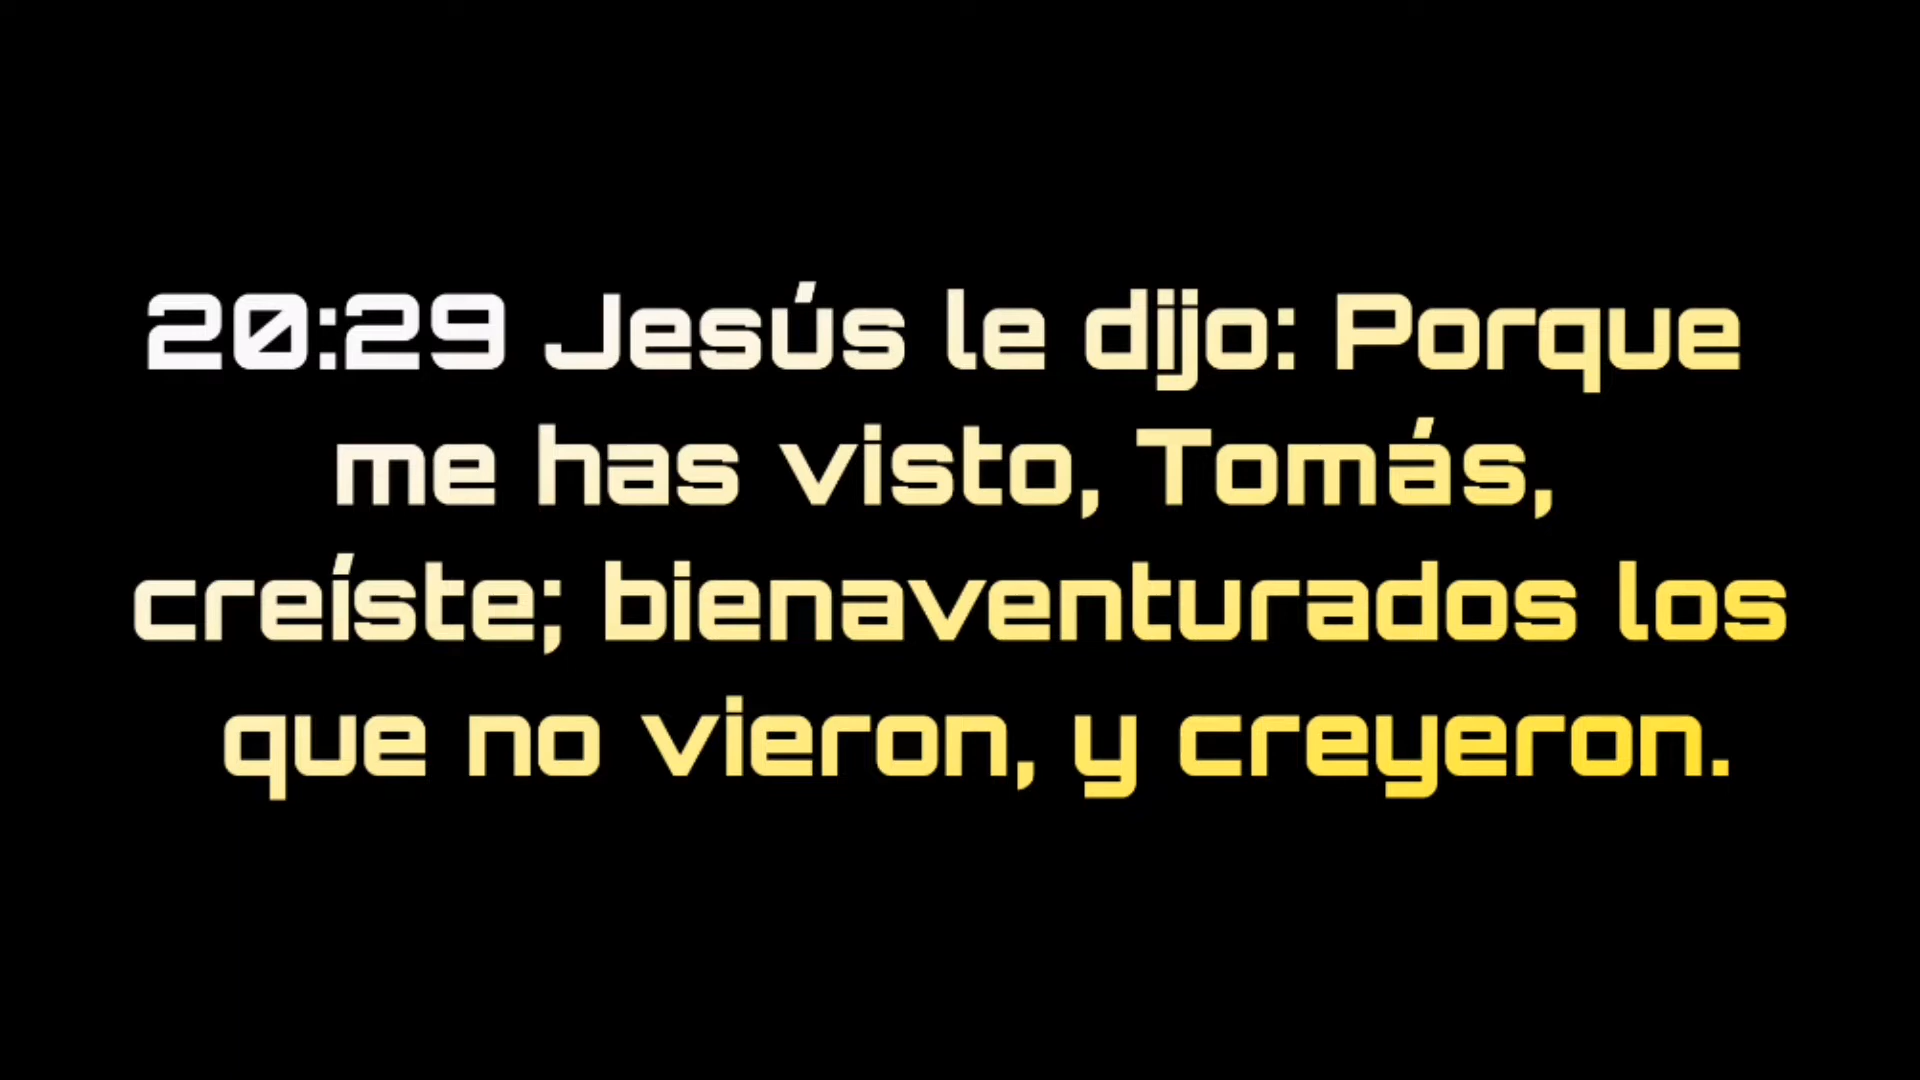 20:29 Jesús le dijo: Porque
me has visto, Tomás,
creíste; bienaventurados los
que no vieron, y creyeron.